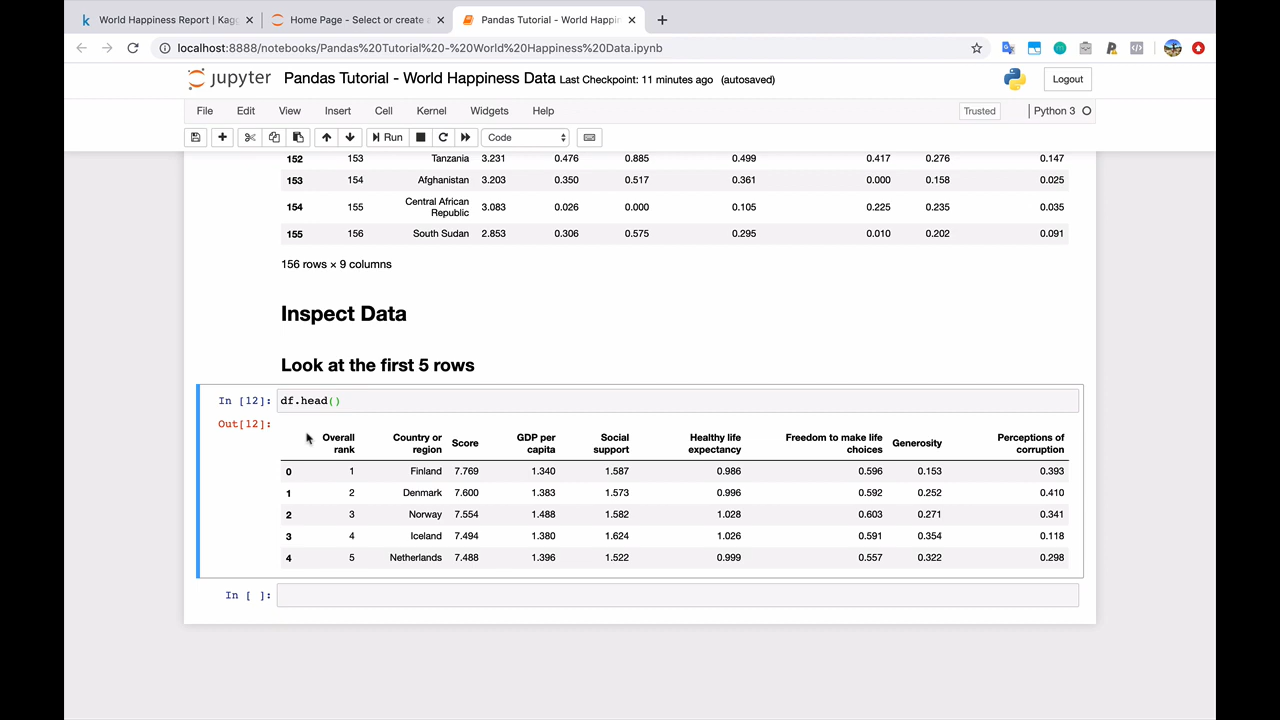 World Happiness Report | Kag
Home Page - Select or create a
Pandas Tutorial - World Happin
localhost:8888/notebooks/Pandas%20Tutorial%20-%20World%20Happiness%20Data.ipynb
jupyter Pandas Tutorial - World Happiness Data Last Checkpoint: 11 minutes ago (autosaved) Logout
File Edit View Insert Cell Kernel Widgets Help Trusted Python 3
Run Code
152 153 Tanzania 3.231 0.476 0.885 0.499 0.417 0.276 0.147
153 154 Afghanistan 3.203 0.350 0.517 0.361 0.000 0.158 0.025
154 155 Central African Republic 3.083 0.026 0.000 0.105 0.225 0.235 0.035
155 156 South Sudan 2.853 0.306 0.575 0.295 0.010 0.202 0.091
156 rows × 9 columns
Inspect Data
Look at the first 5 rows
In [12]: df.head()
Out[12]:
Overall rank Country or region Score GDP per capita Social support Healthy life expectancy Freedom to make life choices Generosity Perceptions of corruption
0 1 Finland 7.769 1.340 1.587 0.986 0.596 0.153 0.393
1 2 Denmark 7.600 1.383 1.573 0.996 0.592 0.252 0.410
2 3 Norway 7.554 1.488 1.582 1.028 0.603 0.271 0.341
3 4 Iceland 7.494 1.380 1.624 1.026 0.591 0.354 0.118
4 5 Netherlands 7.488 1.396 1.522 0.999 0.557 0.322 0.298
In [ ]: